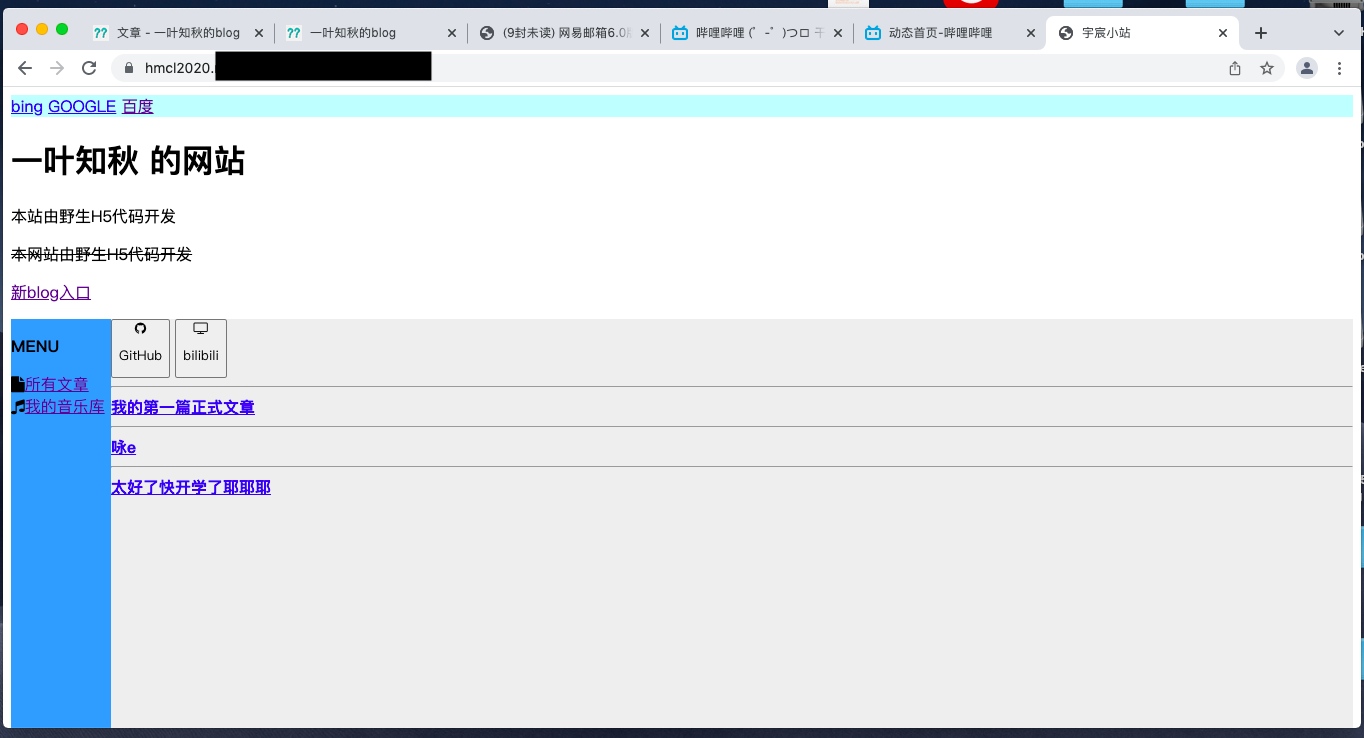 文章 - 一叶知秋的blog
一叶知秋的blog
(9封未读) 网易邮箱6.0
哔哩哔哩 (゜-゜)つロ 干
动态首页-哔哩哔哩
宇宸小站
hmcl2020.
bing GOOGLE 百度
一叶知秋 的网站
本站由野生H5代码开发
本网站由野生H5代码开发
新blog入口
MENU
所有文章
我的音乐库
GitHub
bilibili
我的第一篇正式文章
咏e
太好了快开学了耶耶耶